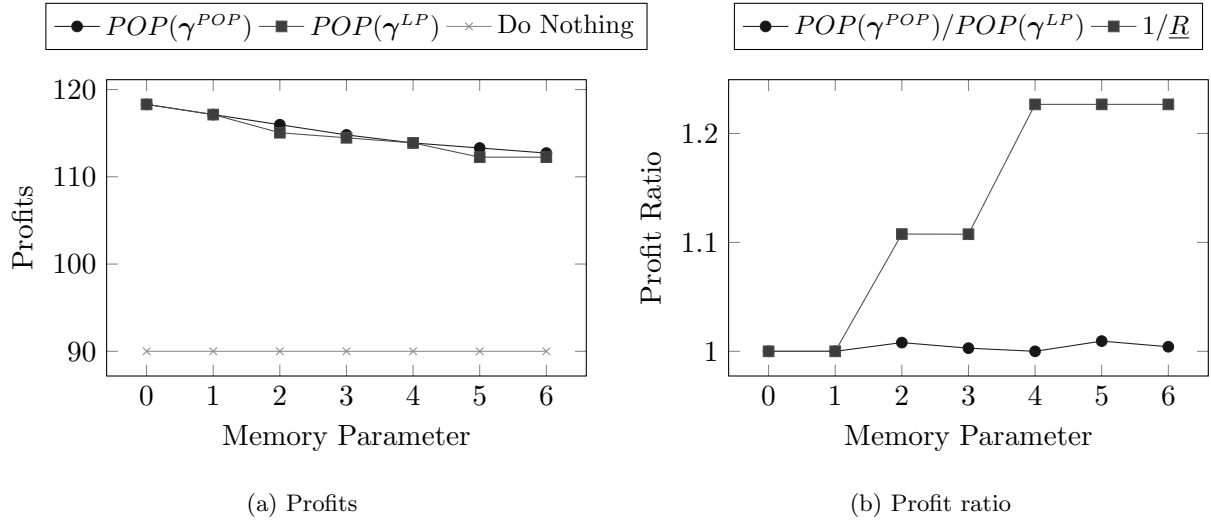 POP(γ^POP) POP(γ^LP) Do Nothing
120
110
100
90
Profits
0 1 2 3 4 5 6
Memory Parameter
(a) Profits
POP(γ^POP)/POP(γ^LP) 1/R
1.2
1.1
1
Profit Ratio
0 1 2 3 4 5 6
Memory Parameter
(b) Profit ratio